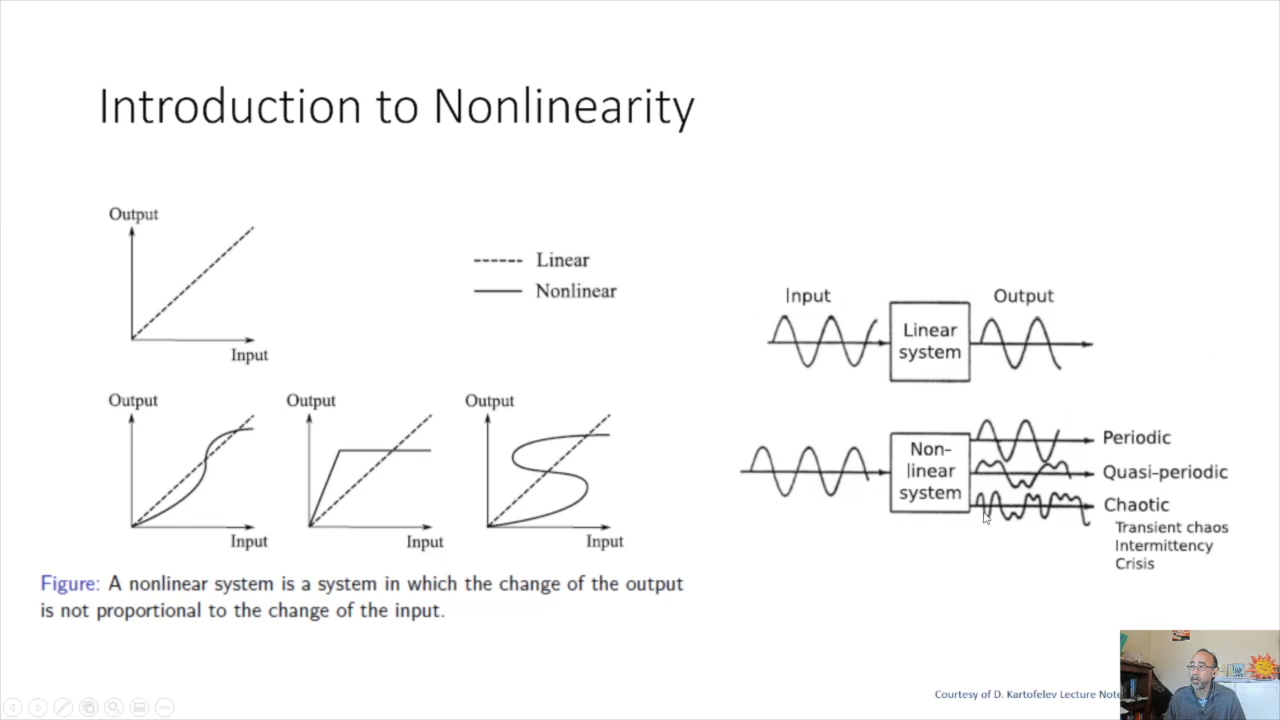 Introduction to Nonlinearity
Output
Input
Linear
Nonlinear
Output
Input
Output
Input
Output
Input
Figure: A nonlinear system is a system in which the change of the output
is not proportional to the change of the input.
Input
Output
Linear
system
Non-
linear
system
Periodic
Quasi-periodic
Chaotic
Transient chaos
Intermittency
Crisis
Courtesy of D. Kartofelev Lecture